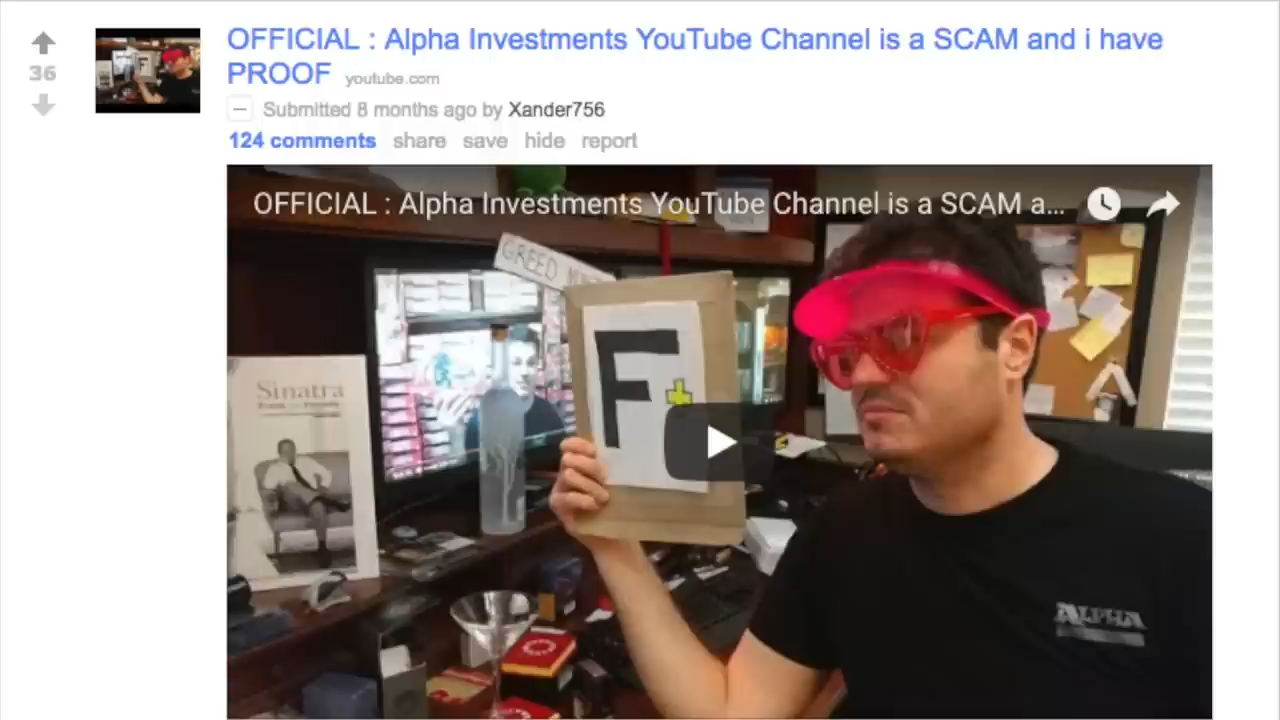 OFFICIAL : Alpha Investments YouTube Channel is a SCAM and i have
PROOF youtube.com
36
Submitted 8 months ago by Xander756
124 comments share save hide report
OFFICIAL : Alpha Investments YouTube Channel is a SCAM a...
GREED
F+
Sinatra
ALPHA